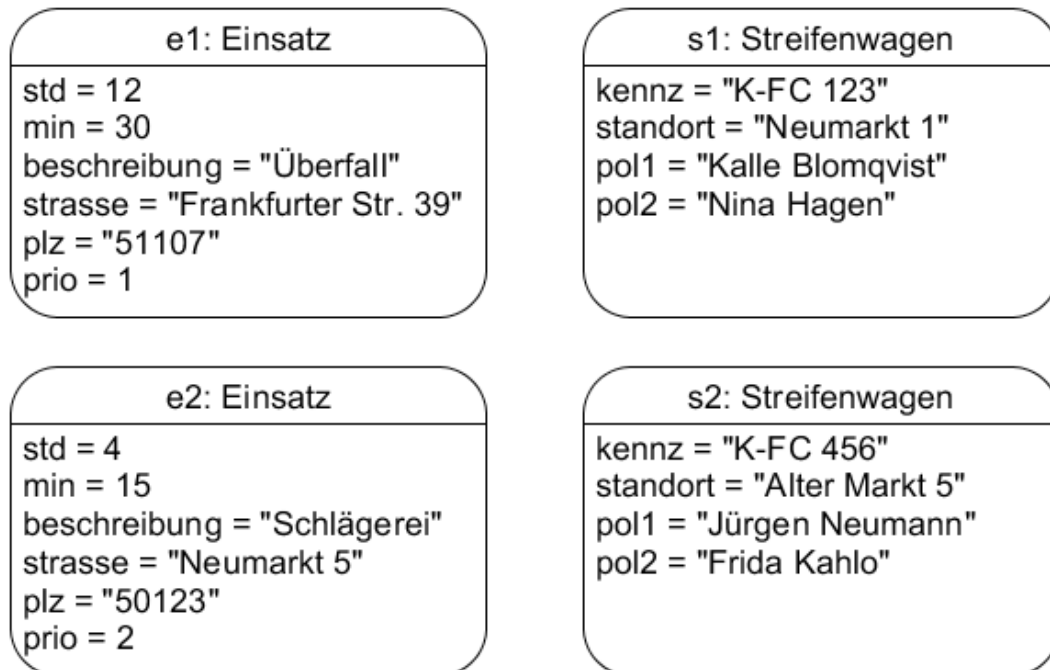 e1: Einsatz
std = 12
min = 30
beschreibung = "Überfall"
strasse = "Frankfurter Str. 39"
plz = "51107"
prio = 1
s1: Streifenwagen
kennz = "K-FC 123"
standort = "Neumarkt 1"
pol1 = "Kalle Blomqvist"
pol2 = "Nina Hagen"
e2: Einsatz
std = 4
min = 15
beschreibung = "Schlägerei"
strasse = "Neumarkt 5"
plz = "50123"
prio = 2
s2: Streifenwagen
kennz = "K-FC 456"
standort = "Alter Markt 5"
pol1 = "Jürgen Neumann"
pol2 = "Frida Kahlo"